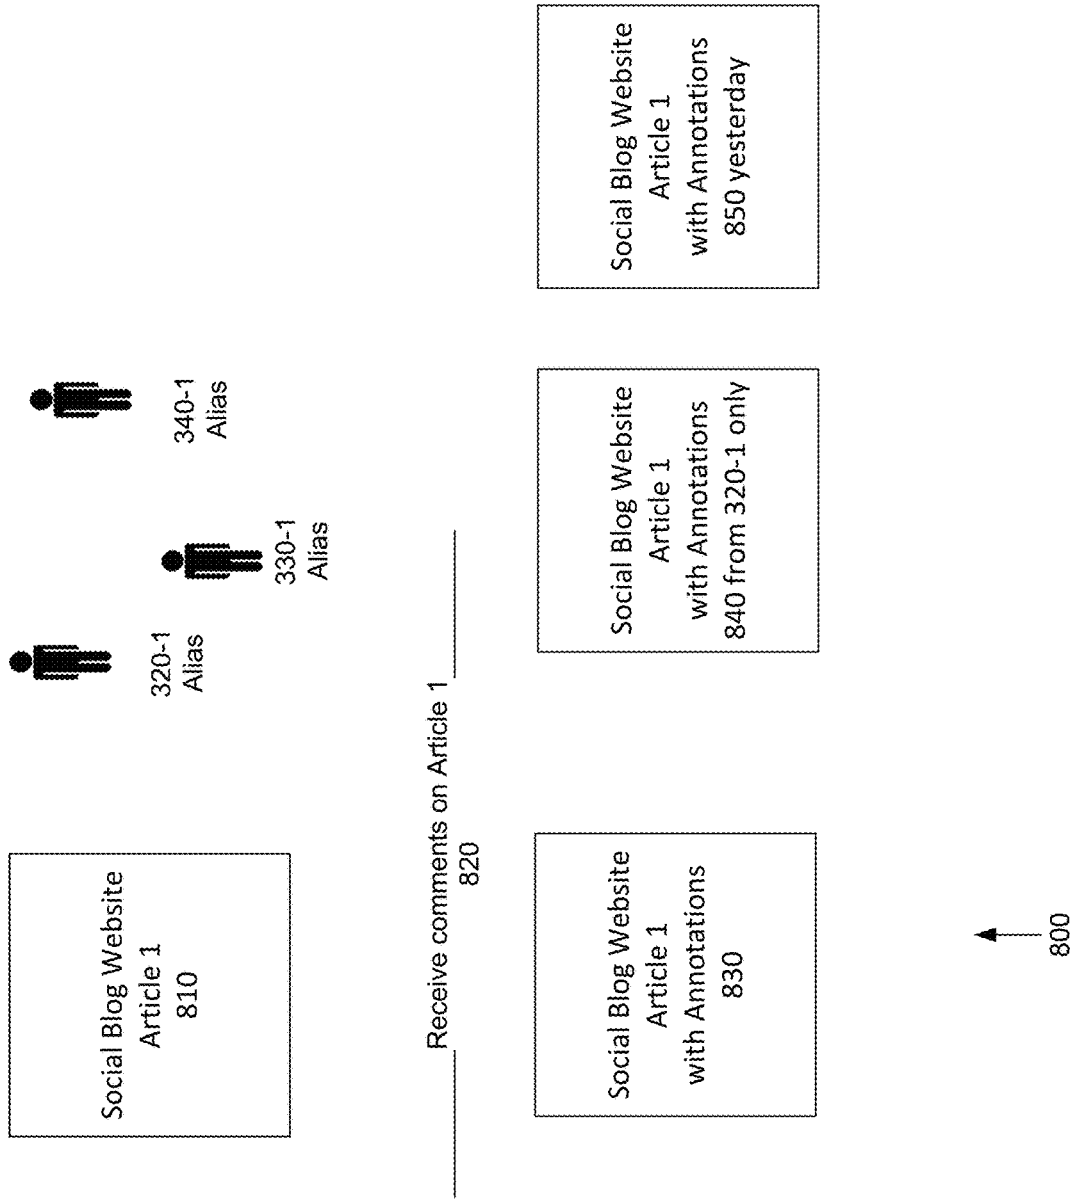 Social Blog Website
Article 1
810
320-1
Alias
330-1
Alias
340-1
Alias
Receive comments on Article 1
820
Social Blog Website
Article 1
with Annotations
830
Social Blog Website
Article 1
with Annotations
840 from 320-1 only
Social Blog Website
Article 1
with Annotations
850 yesterday
800